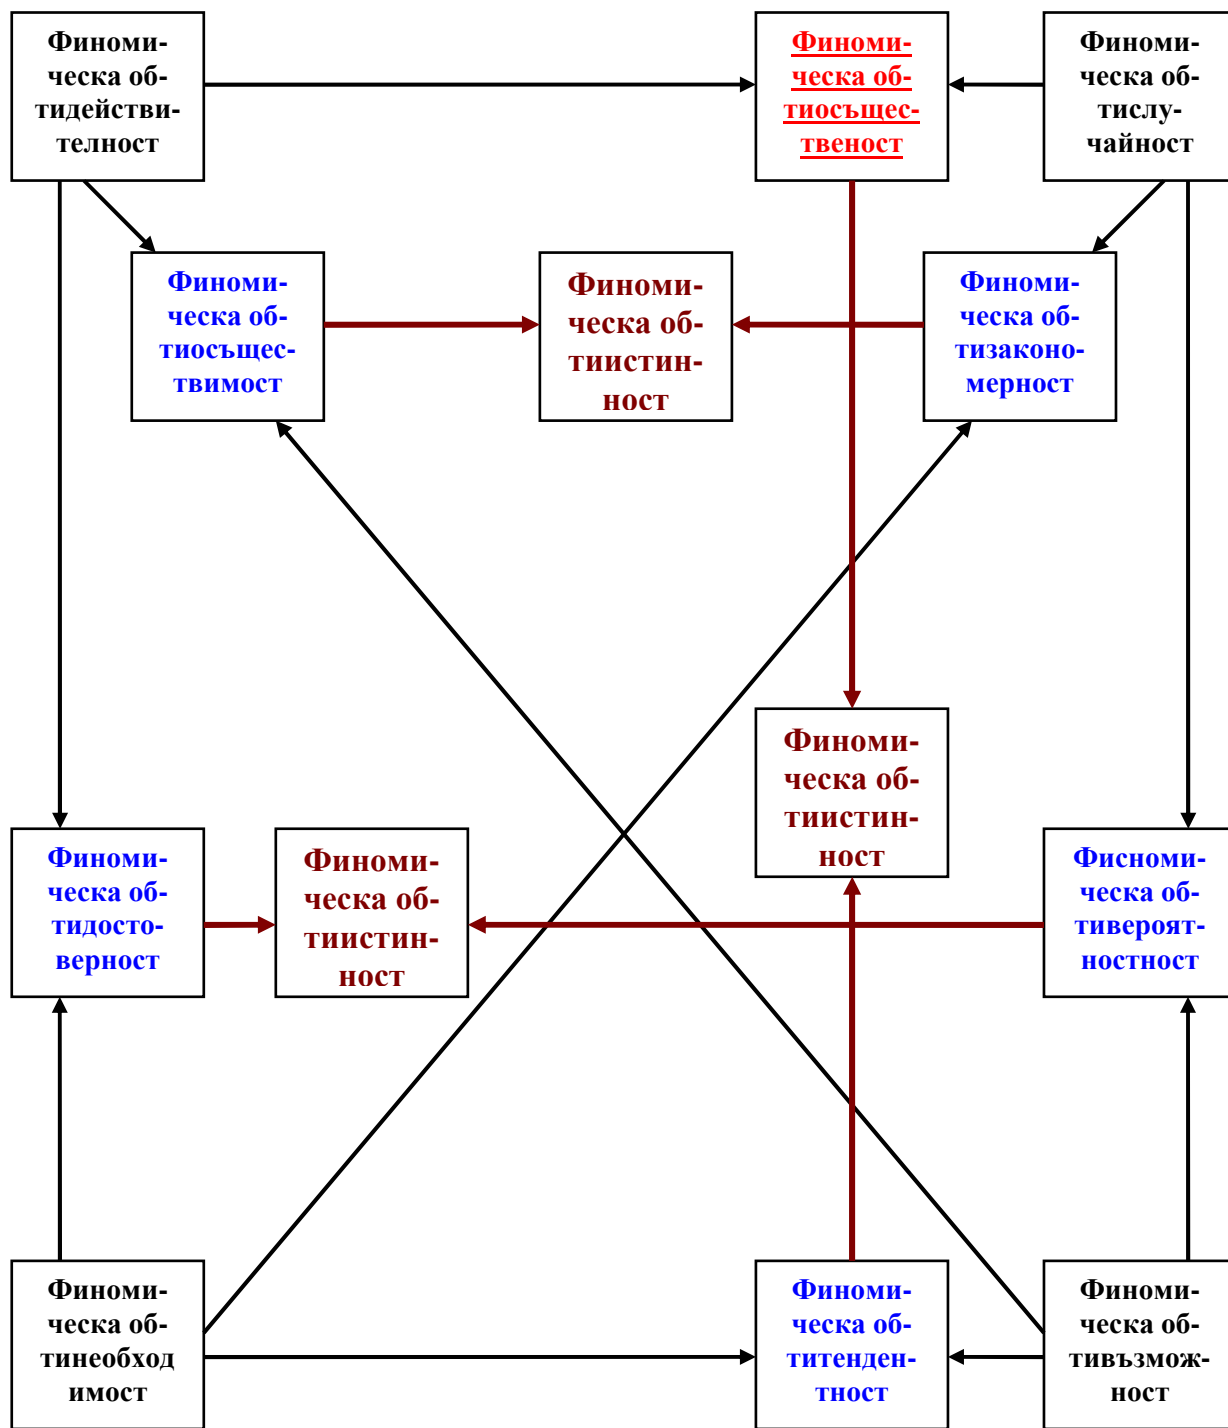 Финоми-
ческа об-
тидействи-
телност
Финоми-
ческа об-
тиосъщес-
твеност
Финоми-
ческа об-
тислу-
чайност
Финоми-
ческа об-
тиосъщес-
твимост
Финоми-
ческа об-
тиистин-
ност
Финоми-
ческа об-
тизаконо-
мерност
Финоми-
ческа об-
тиистин-
ност
Финоми-
ческа об-
тидосто-
верност
Финоми-
ческа об-
тиистин-
ност
Фисноми-
ческа об-
тивероят-
ностност
Финоми-
ческа об-
тинеобход
имост
Финоми-
ческа об-
титенден-
тност
Финоми-
ческа об-
тивъзмож-
ност